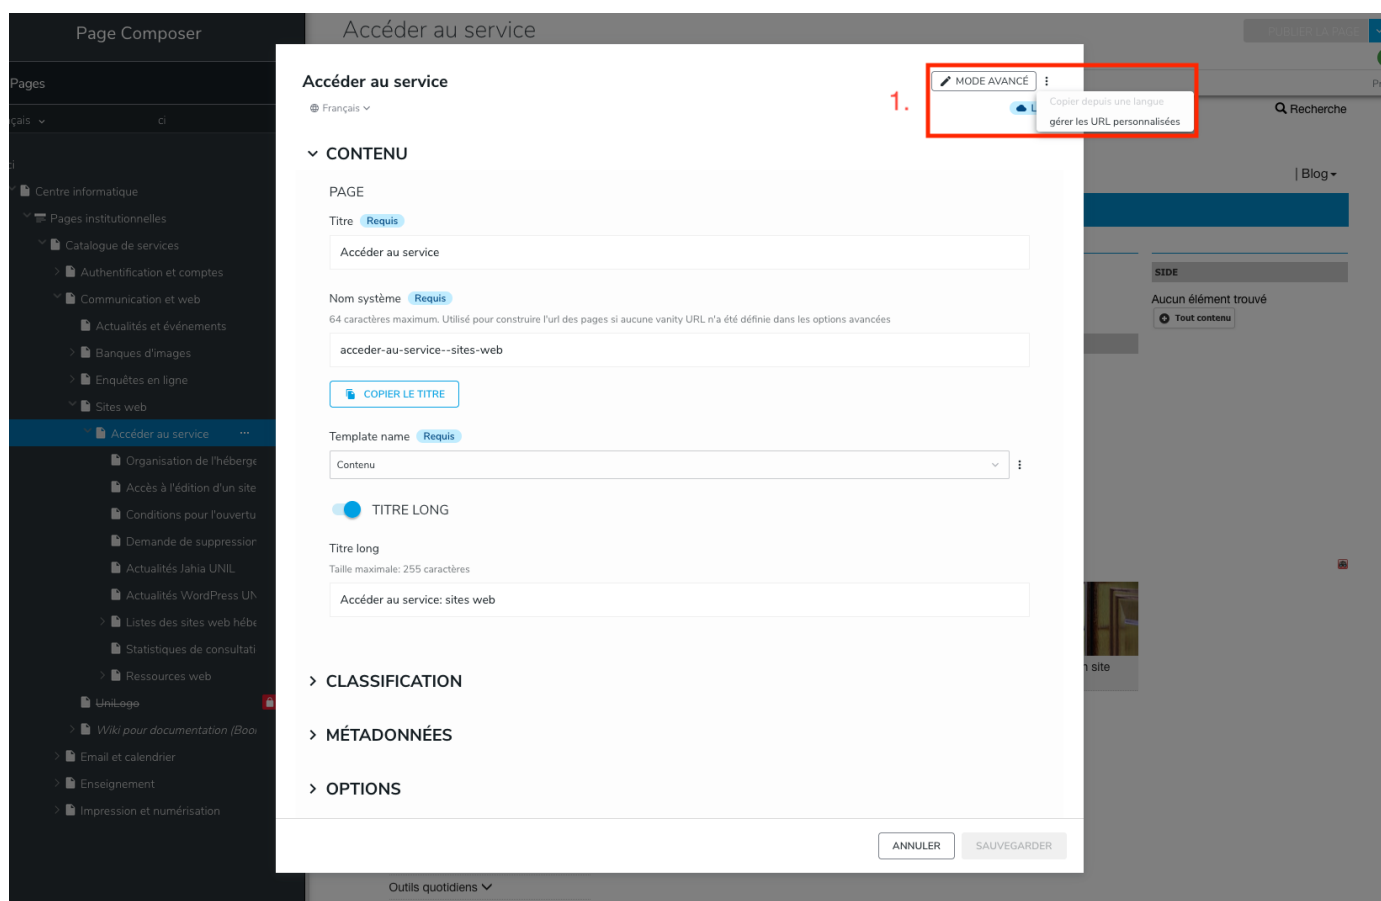 Page Composer
Accéder au service
PUBLIER LA PAGE
Pages
çais
ci
Centre informatique
Pages institutionnelles
Catalogue de services
Authentification et comptes
Communication et web
Actualités et événements
Banques d'images
Enquêtes en ligne
Sites web
Accéder au service ...
Organisation de l'héberge
Accès à l'édition d'un site
Conditions pour l'ouvertu
Demande de suppression
Actualités Jahia UNIL
Actualités WordPress UN
Listes des sites web hébe
Statistiques de consultati
Ressources web
UniLogo
Wiki pour documentation (Boo
Email et calendrier
Enseignement
Impression et numérisation
Accéder au service
Français
1.
MODE AVANCÉ
Copier depuis une langue
gérer les URL personnalisées
CONTENU
PAGE
Titre Requis
Accéder au service
Nom système Requis
64 caractères maximum. Utilisé pour construire l'url des pages si aucune vanity URL n'a été définie dans les options avancées
acceder-au-service--sites-web
COPIER LE TITRE
Template name Requis
Contenu
TITRE LONG
Titre long
Taille maximale: 255 caractères
Accéder au service: sites web
CLASSIFICATION
MÉTADONNÉES
OPTIONS
ANNULER SAUVEGARDER
Recherche
| Blog
SIDE
Aucun élément trouvé
Tout contenu
site
Outils quotidiens